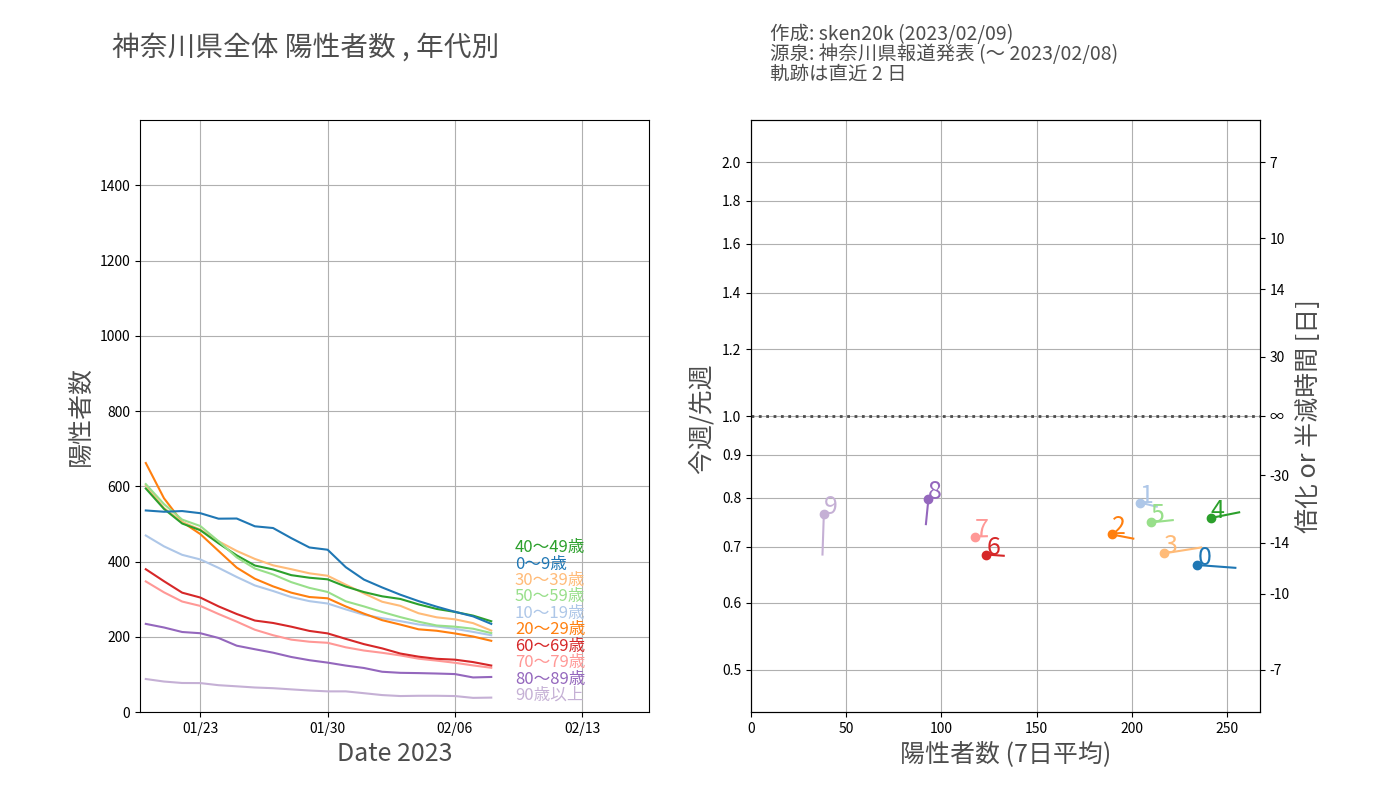 神奈川県全体 陽性者数 , 年代別
作成: sken20k (2023/02/09)
源泉: 神奈川県報道発表 (〜 2023/02/08)
軌跡は直近 2 日
陽性者数
1400
1200
1000
800
600
400
200
0
01/23
01/30
02/06
02/13
Date 2023
40〜49歳
0〜9歳
30〜39歳
50〜59歳
10〜19歳
20〜29歳
60〜69歳
70〜79歳
80〜89歳
90歳以上
今週/先週
2.0
1.8
1.6
1.4
1.2
1.0
0.9
0.8
0.7
0.6
0.5
9
8
7
6
2
1
5
3
4
0
0
50
100
150
200
250
陽性者数 (7日平均)
7
10
14
30
∞
-30
-14
-10
-7
倍化 or 半減時間 [日]